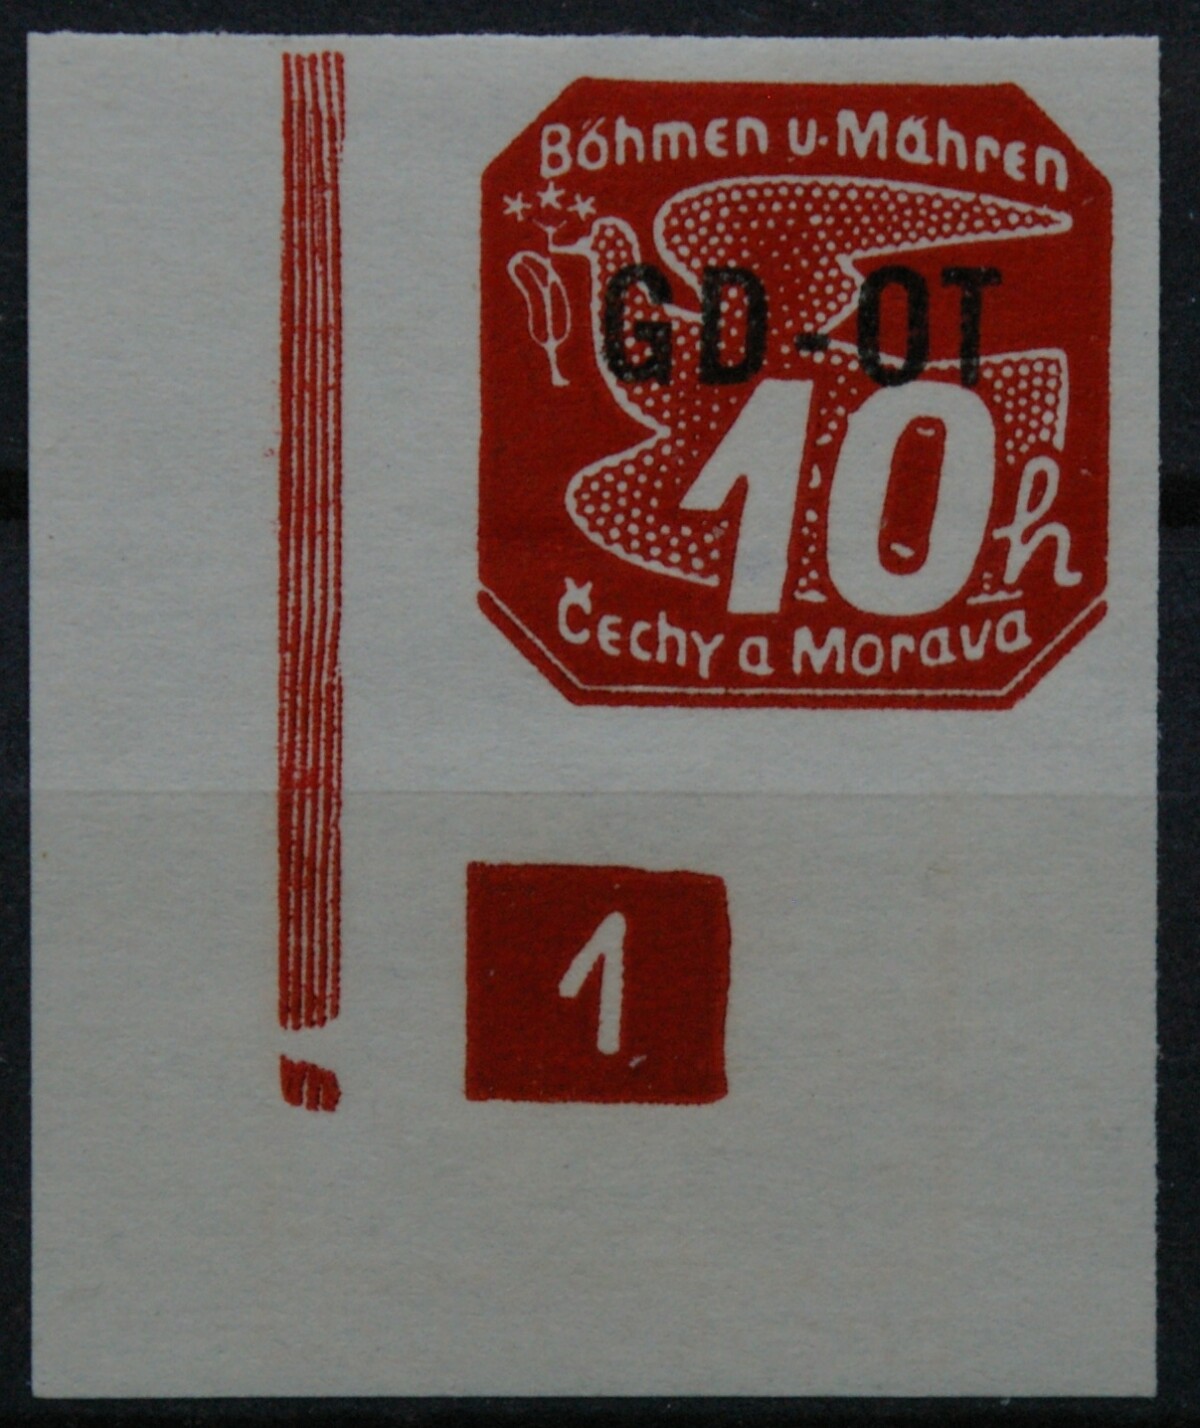 Böhmen u. Mähren
GD-OT
10h
Čechy a Morava
1